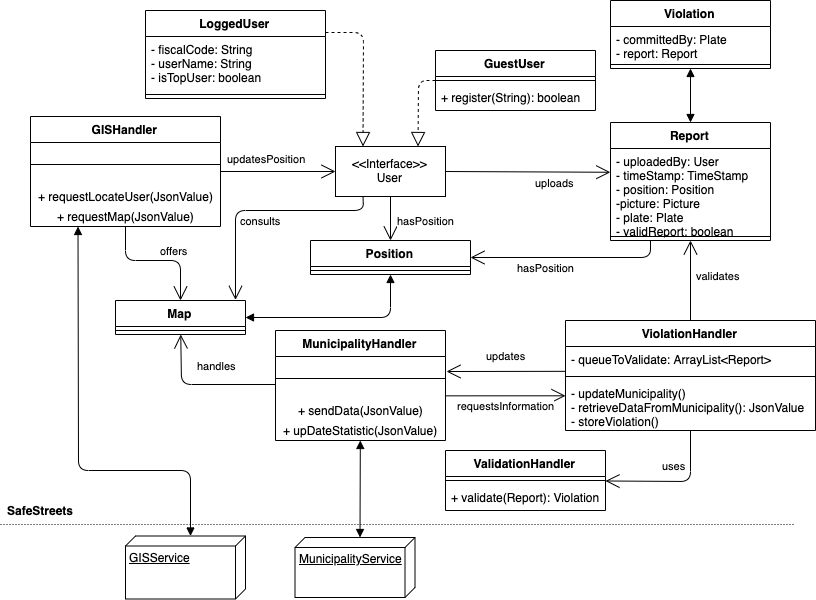 LoggedUser
- fiscalCode: String
- userName: String
- isTopUser: boolean
GuestUser
+ register(String): boolean
Violation
- committedBy: Plate
- report: Report
GISHandler
+ requestLocateUser(JsonValue)
+ requestMap(JsonValue)
updatesPosition
<<Interface>>
User
uploads
Report
- uploadedBy: User
- timeStamp: TimeStamp
- position: Position
-picture: Picture
- plate: Plate
- validReport: boolean
consults
hasPosition
offers
Position
hasPosition
validates
Map
MunicipalityHandler
+ sendData(JsonValue)
+ upDateStatistic(JsonValue)
handles
updates
requestsInformation
ViolationHandler
- queueToValidate: ArrayList<Report>
- updateMunicipality()
- retrieveDataFromMunicipality(): JsonValue
- storeViolation()
ValidationHandler
+ validate(Report): Violation
uses
SafeStreets
GISService
MunicipalityService